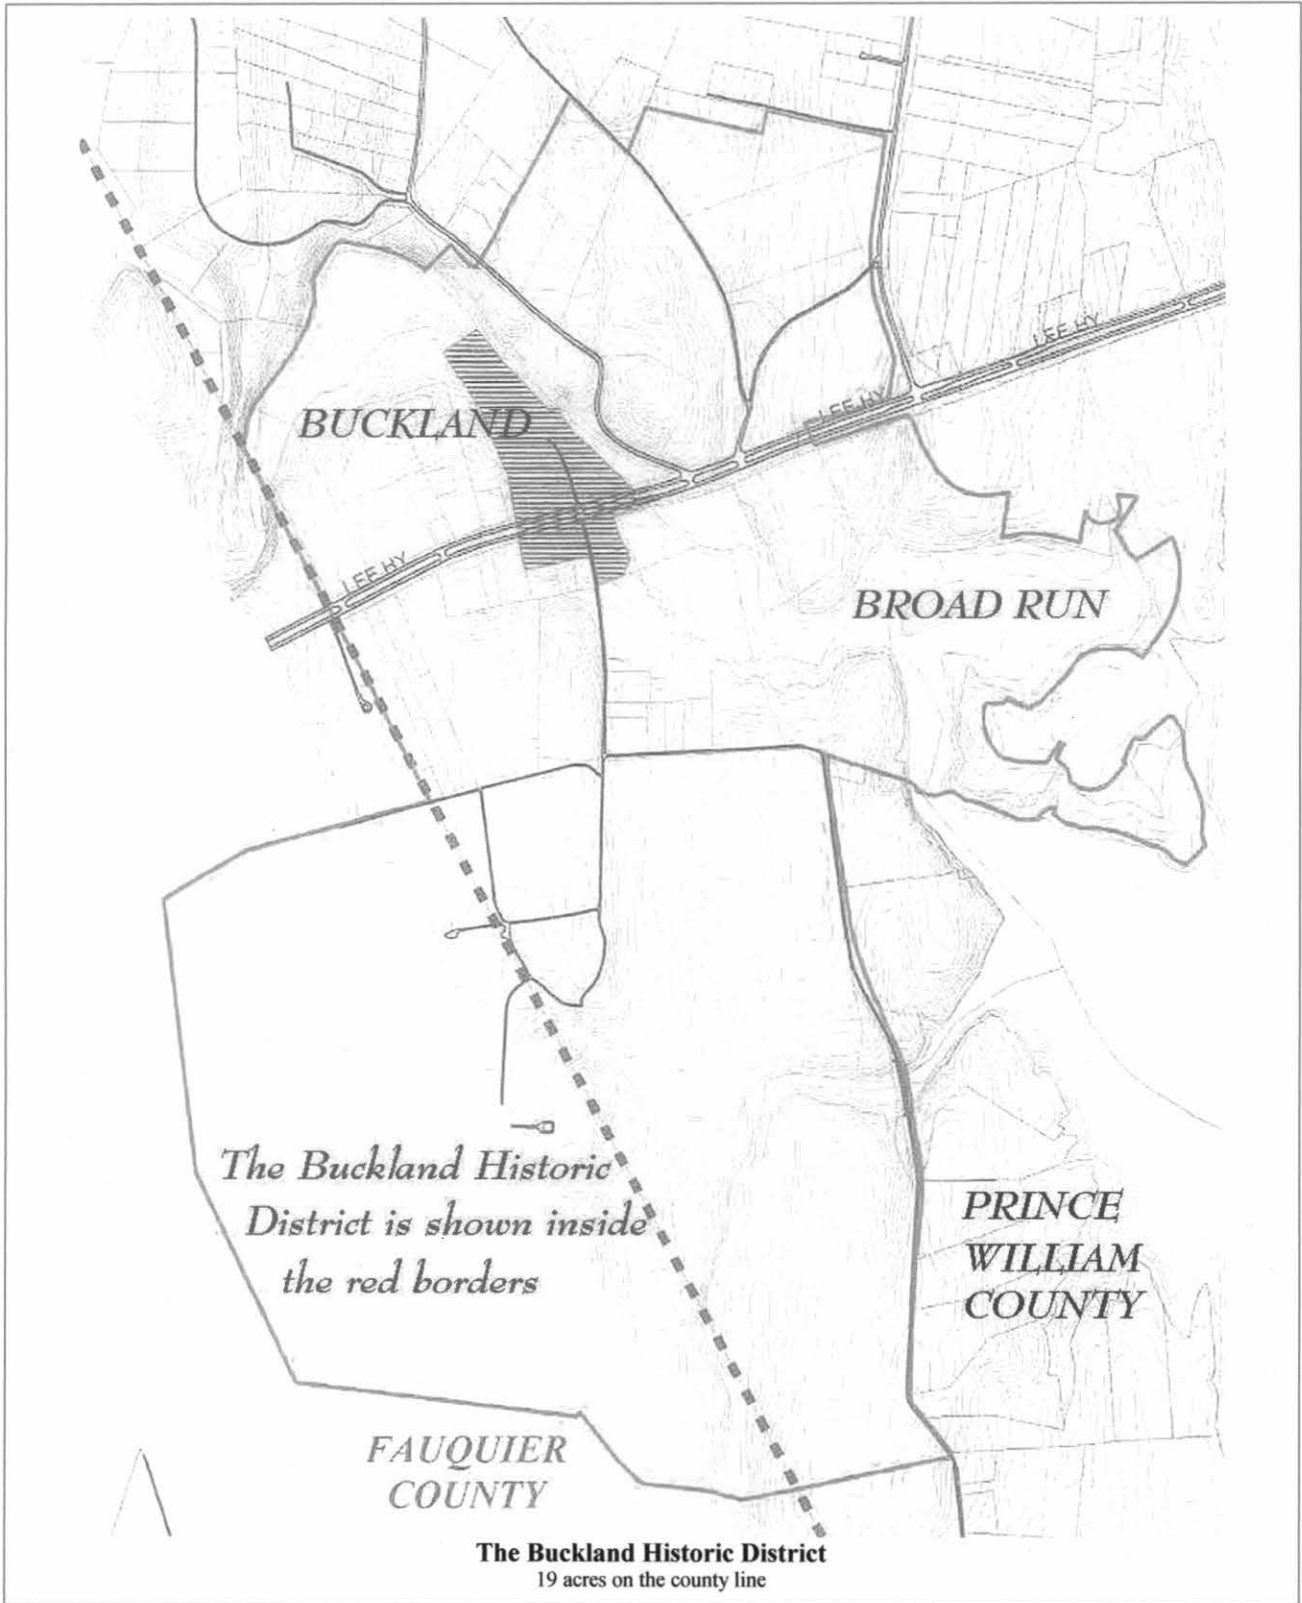 LEE HY
LEE HY
BUCKLAND
LEE HY
BROAD RUN
The Buckland Historic
District is shown inside
the red borders
PRINCE
WILLIAM
COUNTY
FAUQUIER
COUNTY
The Buckland Historic District
19 acres on the county line